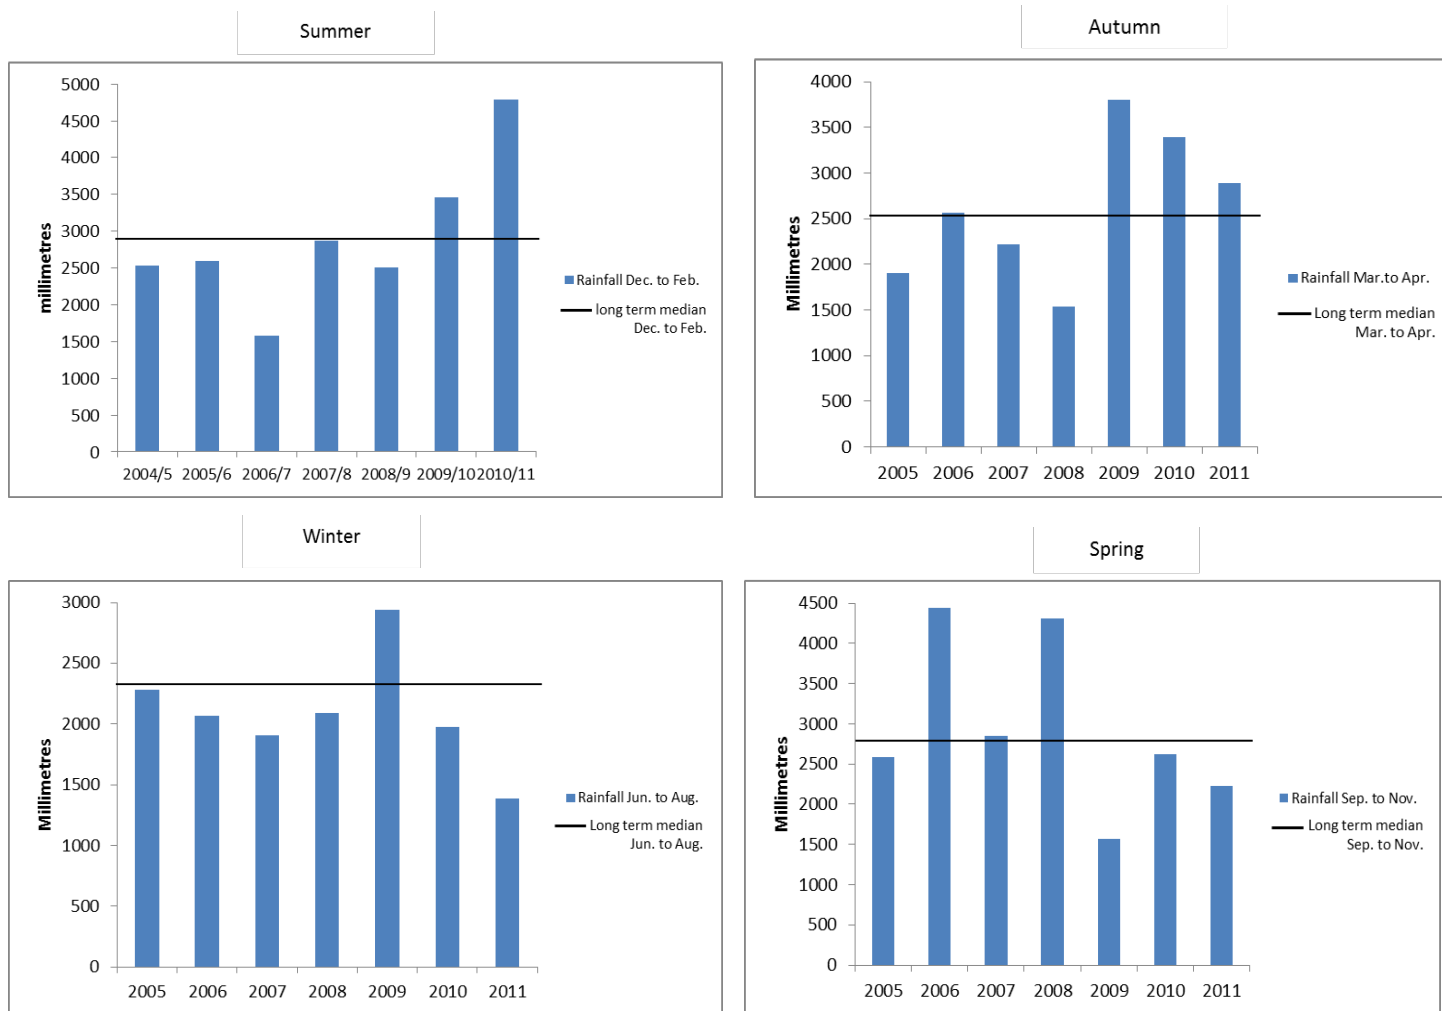 Summer
5000
4500
4000
3500
3000
2500
2000
1500
1000
500
0
millimetres
2004/5 2005/6 2006/7 2007/8 2008/9 2009/10 2010/11
Rainfall Dec. to Feb.
long term median
Dec. to Feb.
Autumn
4000
3500
3000
2500
2000
1500
1000
500
0
Millimetres
2005 2006 2007 2008 2009 2010 2011
Rainfall Mar.to Apr.
Long term median
Mar. to Apr.
Winter
3000
2500
2000
1500
1000
500
0
Millimetres
2005 2006 2007 2008 2009 2010 2011
Rainfall Jun. to Aug.
Long term median
Jun. to Aug.
Spring
4500
4000
3500
3000
2500
2000
1500
1000
500
0
Millimetres
2005 2006 2007 2008 2009 2010 2011
Rainfall Sep. to Nov.
Long term median
Sep. to Nov.